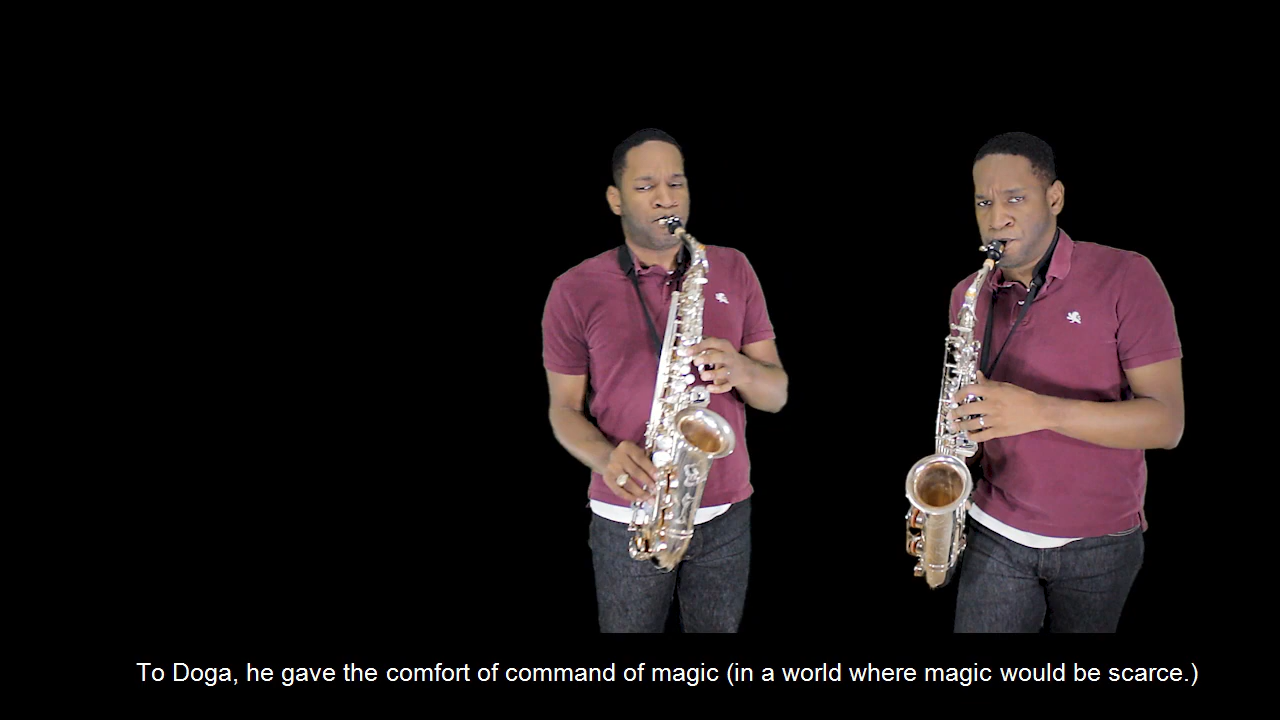 To Doga, he gave the comfort of command of magic (in a world where magic would be scarce.)